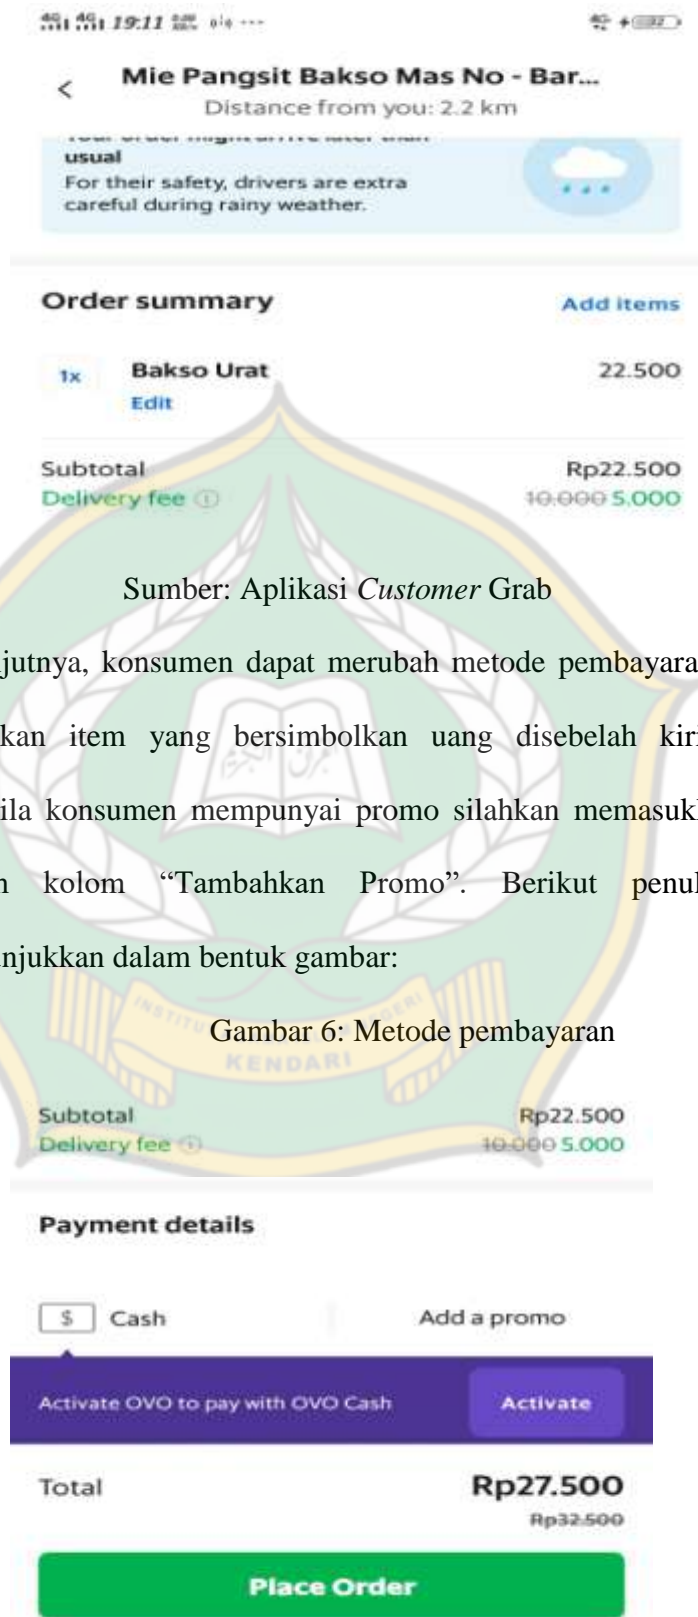 19:11
Mie Pangsit Bakso Mas No - Bar...
Distance from you: 2.2 km
usual
For their safety, drivers are extra
careful during rainy weather.
Order summary Add items
1x Bakso Urat 22.500
Edit
Subtotal Rp22.500
Delivery fee 10.000 5.000
Sumber: Aplikasi Customer Grab
jutnya, konsumen dapat merubah metode pembayara
kan item yang bersimbolkan uang disebelah kiri
ila konsumen mempunyai promo silahkan memasuk
kolom “Tambahkan Promo”. Berikut penul
unjukkan dalam bentuk gambar:
Gambar 6: Metode pembayaran
KENDARI
Subtotal Rp22.500
Delivery fee 10.000 5.000
Payment details
$ Cash Add a promo
Activate OVO to pay with OVO Cash Activate
Total Rp27.500
Rp32.500
Place Order